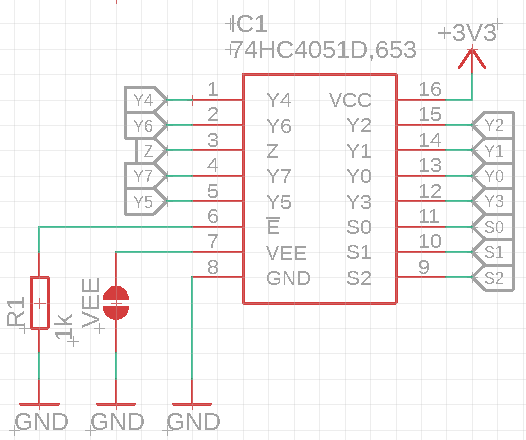 IC1
74HC4051D,653
+3V3
Y4 1 Y4 VCC 16
Y6 2 Y6 Y2 15 Y2
Z 3 Z Y1 14 Y1
Y7 4 Y7 Y0 13 Y0
Y5 5 Y5 Y3 12 Y3
6 E̅ S0 11 S0
7 VEE S1 10 S1
8 GND S2 9 S2
R1
1k
VEE
GND GND GND